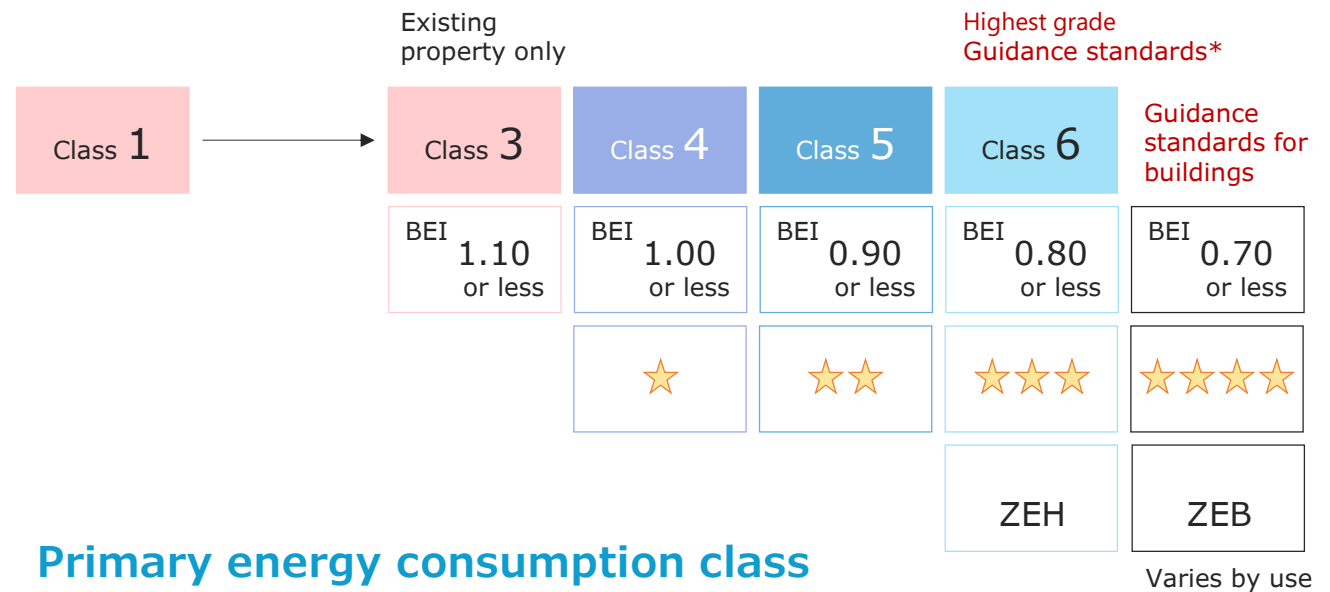 Existing
property only
Highest grade
Guidance standards*
Class 1
Class 3
Class 4
Class 5
Class 6
Guidance
standards for
buildings
BEI
1.10
or less
BEI
1.00
or less
BEI
0.90
or less
BEI
0.80
or less
BEI
0.70
or less
ZEH
ZEB
Primary energy consumption class
Varies by use